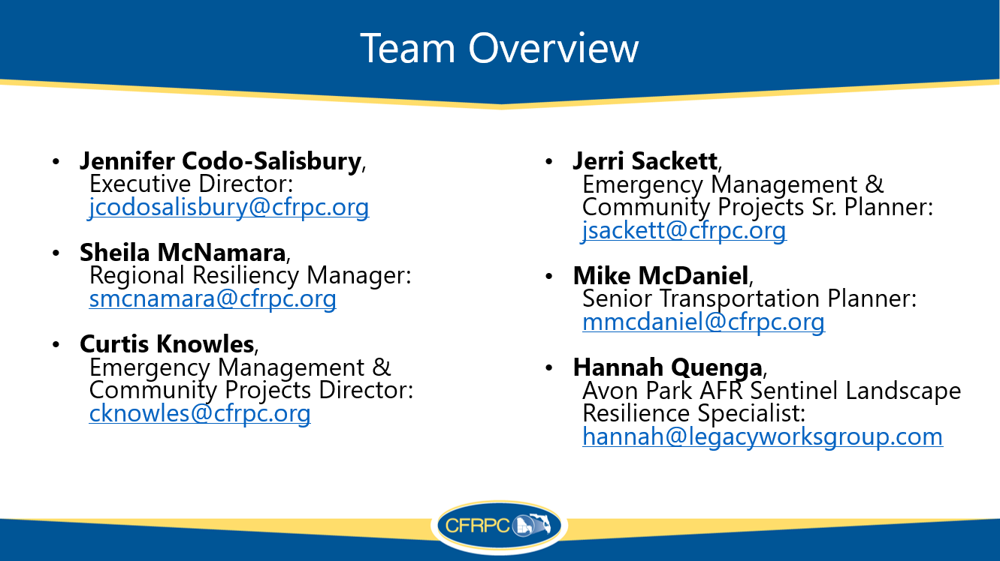 Team Overview
• Jennifer Codo-Salisbury,
Executive Director:
jcodosalisbury@cfrpc.org
• Sheila McNamara,
Regional Resiliency Manager:
smcnamara@cfrpc.org
• Curtis Knowles,
Emergency Management &
Community Projects Director:
cknowles@cfrpc.org
• Jerri Sackett,
Emergency Management &
Community Projects Sr. Planner:
jsackett@cfrpc.org
• Mike McDaniel,
Senior Transportation Planner:
mmcdaniel@cfrpc.org
• Hannah Quenga,
Avon Park AFR Sentinel Landscape
Resilience Specialist:
hannah@legacyworksgroup.com
CFRPC